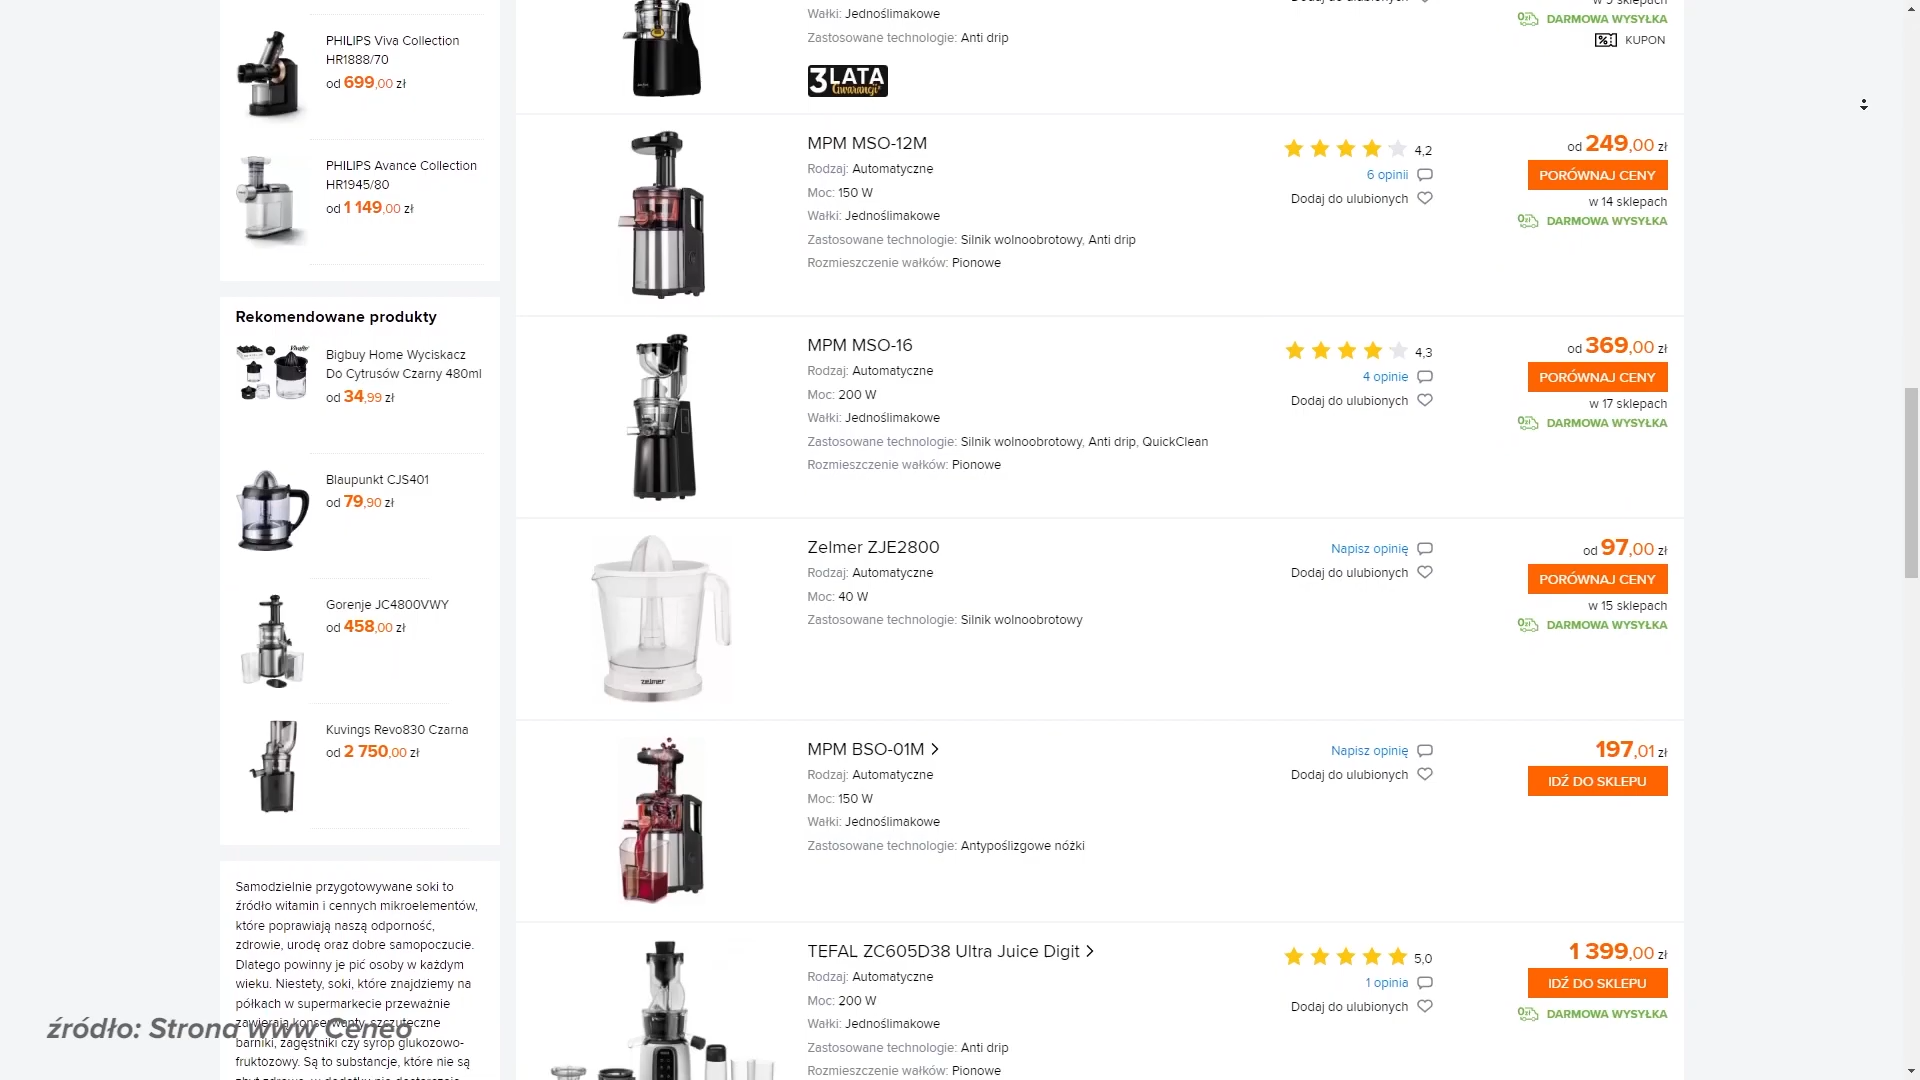 PHILIPS Viva Collection
HR1888/70
od 699,00 zł
PHILIPS Avance Collection
HR1945/80
od 1 149,00 zł
Rekomendowane produkty
Bigbuy Home Wyciskacz
Do Cytrusów Czarny 480ml
od 34,99 zł
Blaupunkt CJS401
od 79,90 zł
Gorenje JC4800VWY
od 458,00 zł
Kuvings Revo830 Czarna
od 2 750,00 zł
Samodzielnie przygotowywane soki to
źródło witamin i cennych mikroelementów,
które poprawiają naszą odporność,
zdrowie, urodę oraz dobre samopoczucie.
Dlatego powinny je pić osoby w każdym
wieku. Niestety, soki, które znajdziemy na
półkach w supermarkecie przeważnie
zawierają konserwanty, szczuteczne
barniki, zagęstniki czy syrop glukozowo-
fruktozowy. Są to substancje, które nie są
źródło: Strona www Ceneo
Wałki: Jednoślimakowe
Zastosowane technologie: Anti drip
3 LATA
Gwarancji*
w 9 sklepach
DARMOWA WYSYŁKA
KUPON
MPM MSO-12M
Rodzaj: Automatyczne
Moc: 150 W
Wałki: Jednoślimakowe
Zastosowane technologie: Silnik wolnoobrotowy, Anti drip
Rozmieszczenie wałków: Pionowe
4,2
6 opinii
Dodaj do ulubionych
od 249,00 zł
PORÓWNAJ CENY
w 14 sklepach
DARMOWA WYSYŁKA
MPM MSO-16
Rodzaj: Automatyczne
Moc: 200 W
Wałki: Jednoślimakowe
Zastosowane technologie: Silnik wolnoobrotowy, Anti drip, QuickClean
Rozmieszczenie wałków: Pionowe
4,3
4 opinie
Dodaj do ulubionych
od 369,00 zł
PORÓWNAJ CENY
w 17 sklepach
DARMOWA WYSYŁKA
zelmer
Zelmer ZJE2800
Rodzaj: Automatyczne
Moc: 40 W
Zastosowane technologie: Silnik wolnoobrotowy
Napisz opinię
Dodaj do ulubionych
od 97,00 zł
PORÓWNAJ CENY
w 15 sklepach
DARMOWA WYSYŁKA
MPM BSO-01M
Rodzaj: Automatyczne
Moc: 150 W
Wałki: Jednoślimakowe
Zastosowane technologie: Antypoślizgowe nóżki
Napisz opinię
Dodaj do ulubionych
197,01 zł
IDŹ DO SKLEPU
TEFAL ZC605D38 Ultra Juice Digit
Rodzaj: Automatyczne
Moc: 200 W
Wałki: Jednoślimakowe
Zastosowane technologie: Anti drip
Rozmieszczenie wałków: Pionowe
5,0
1 opinia
Dodaj do ulubionych
1 399,00 zł
IDŹ DO SKLEPU
DARMOWA WYSYŁKA